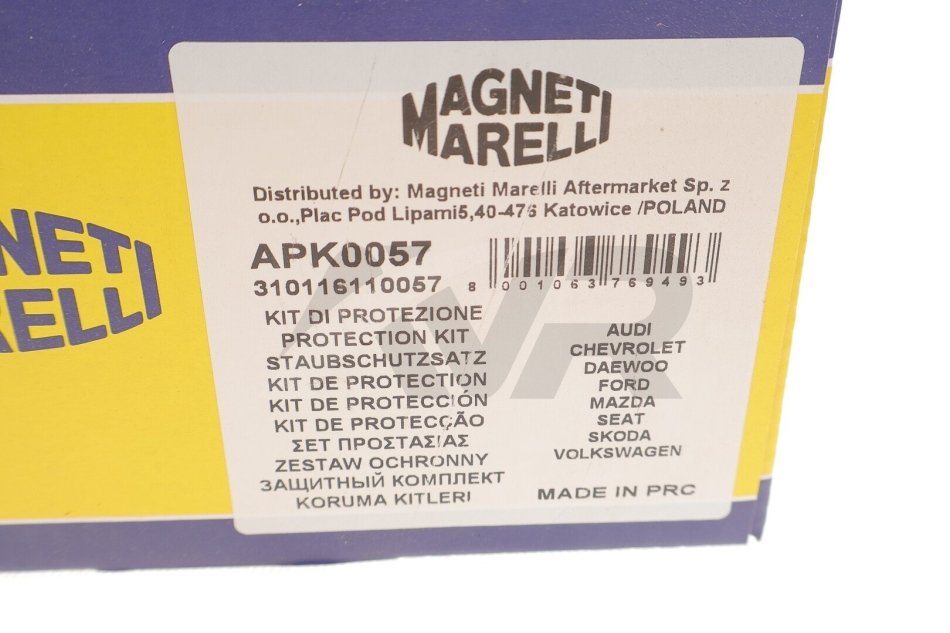 MAGNETI
MARELLI
Distributed by: Magneti Marelli Aftermarket Sp. z
o.o.,Plac Pod Lipami5,40-476 Katowice /POLAND
APK0057
310116110057
8 001063 769493
KIT DI PROTEZIONE
PROTECTION KIT
STAUBSCHUTZSATZ
KIT DE PROTECTION
KIT DE PROTECCIÓN
KIT DE PROTECÇÃO
ΣΕΤ ΠΡΟΣΤΑΣΙΑΣ
ZESTAW OCHRONNY
ЗАЩИТНЫЙ КОМПЛЕКТ
KORUMA KITLERI
AUDI
CHEVROLET
DAEWOO
FORD
MAZDA
SEAT
SKODA
VOLKSWAGEN
MADE IN PRC
GNETI
RELLI